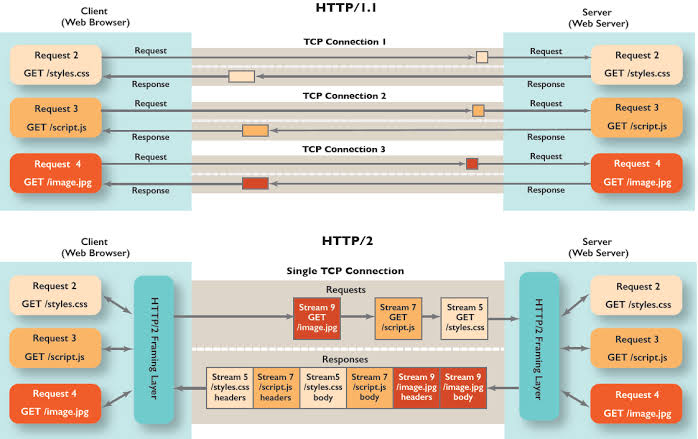 HTTP/1.1
Client
(Web Browser)
Server
(Web Server)
TCP Connection 1
Request 2
GET /styles.css
Request
Request
Request 2
GET /styles.css
Response
Response
TCP Connection 2
Request 3
GET /script.js
Request
Request
Request 3
GET /script.js
Response
Response
TCP Connection 3
Request 4
GET /image.jpg
Request
Request
Request 4
GET /image.jpg
Response
Response
HTTP/2
Client
(Web Browser)
Server
(Web Server)
Single TCP Connection
Request 2
GET /styles.css
Request 3
GET /script.js
Request 4
GET /image.jpg
HTTP/2 Framing Layer
Requests
Stream 9
GET
/image.jpg
Stream 7
GET
/script.js
Stream 5
GET
/styles.css
Responses
Stream 5
/styles.css
headers
Stream 7
/script.js
headers
Stream5
/styles.css
body
Stream 7
/script.js
body
Stream 9
/image.jpg
headers
Stream 9
/image.jpg
body
HTTP/2 Framing Layer
Request 2
GET /styles.css
Request 3
GET /script.js
Request 4
GET /image.jpg